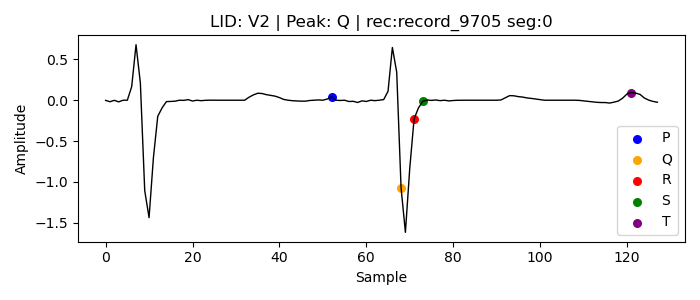 LID: V2 | Peak: Q | rec:record_9705 seg:0
Amplitude
0.5
0.0
−0.5
−1.0
−1.5
0
20
40
60
80
100
120
Sample
P
Q
R
S
T